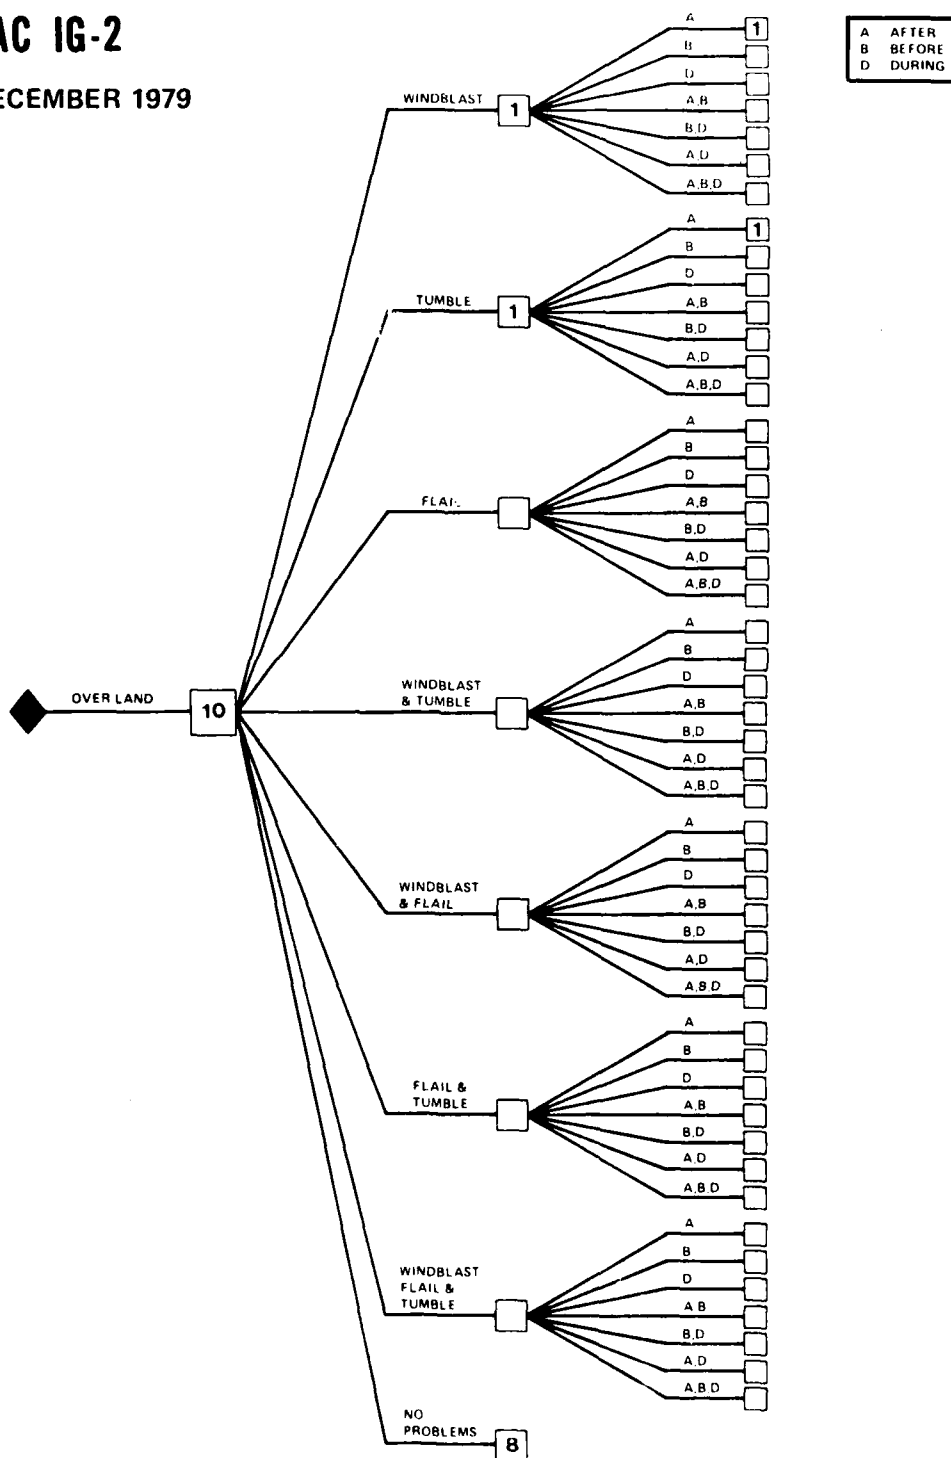 AC IG-2
ECEMBER 1979
A AFTER
B BEFORE
D DURING
OVER LAND
10
WINDBLAST
1
A
1
B
D
A,B
B,D
A,D
A,B,D
TUMBLE
1
A
1
B
D
A,B
B,D
A,D
A,B,D
FLAIL
A
B
D
A,B
B,D
A,D
A,B,D
WINDBLAST
& TUMBLE
A
B
D
A,B
B,D
A,D
A,B,D
WINDBLAST
& FLAIL
A
B
D
A,B
B,D
A,D
A,B,D
FLAIL &
TUMBLE
A
B
D
A,B
B,D
A,D
A,B,D
WINDBLAST
FLAIL &
TUMBLE
A
B
D
A,B
B,D
A,D
A,B,D
NO
PROBLEMS
8